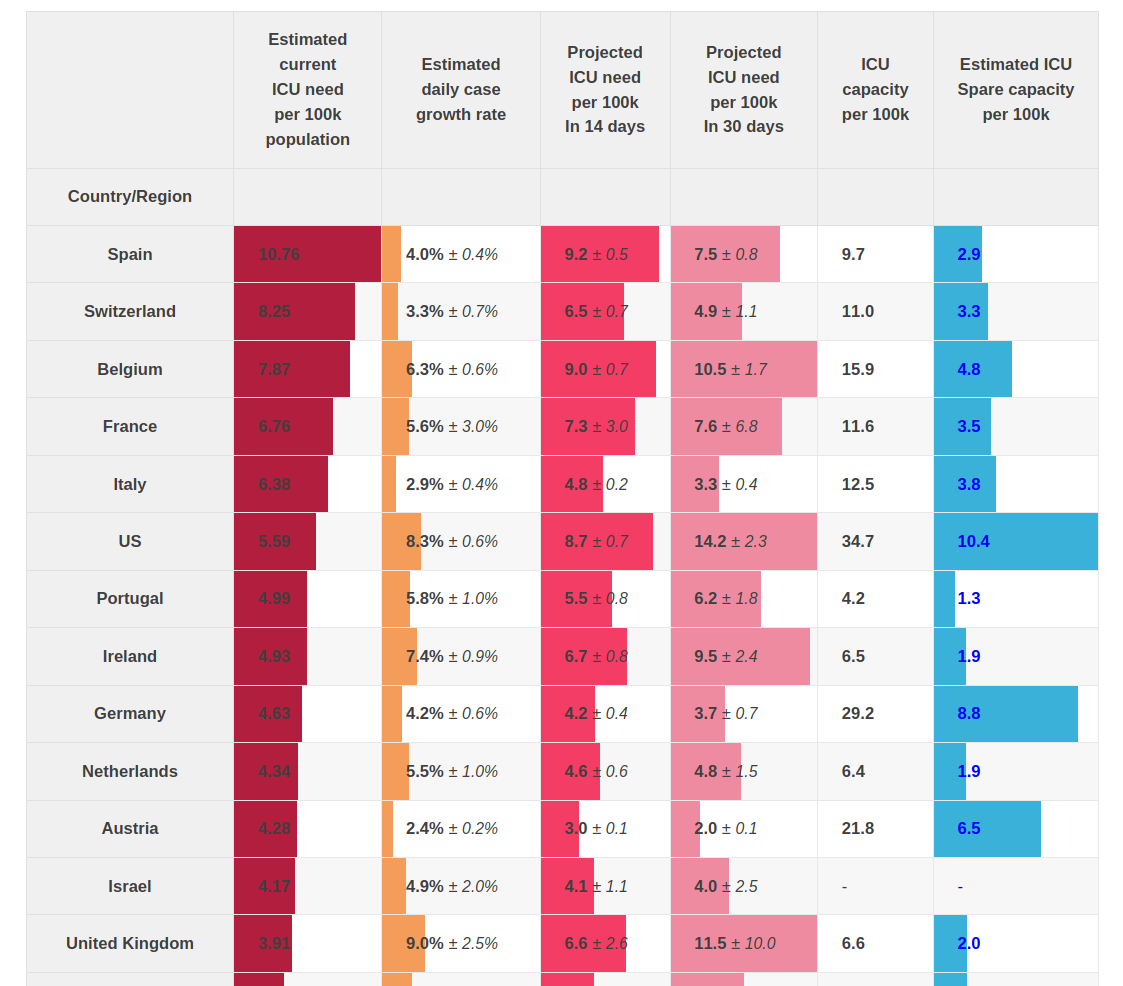 Estimated current ICU need per 100k population Estimated daily case growth rate Projected ICU need per 100k In 14 days Projected ICU need per 100k In 30 days ICU capacity per 100k Estimated ICU Spare capacity per 100k
Country/Region
Spain 10.76 4.0% ± 0.4% 9.2 ± 0.5 7.5 ± 0.8 9.7 2.9
Switzerland 8.25 3.3% ± 0.7% 6.5 ± 0.7 4.9 ± 1.1 11.0 3.3
Belgium 7.87 6.3% ± 0.6% 9.0 ± 0.7 10.5 ± 1.7 15.9 4.8
France 6.76 5.6% ± 3.0% 7.3 ± 3.0 7.6 ± 6.8 11.6 3.5
Italy 6.38 2.9% ± 0.4% 4.8 ± 0.2 3.3 ± 0.4 12.5 3.8
US 5.59 8.3% ± 0.6% 8.7 ± 0.7 14.2 ± 2.3 34.7 10.4
Portugal 4.99 5.8% ± 1.0% 5.5 ± 0.8 6.2 ± 1.8 4.2 1.3
Ireland 4.93 7.4% ± 0.9% 6.7 ± 0.8 9.5 ± 2.4 6.5 1.9
Germany 4.63 4.2% ± 0.6% 4.2 ± 0.4 3.7 ± 0.7 29.2 8.8
Netherlands 4.34 5.5% ± 1.0% 4.6 ± 0.6 4.8 ± 1.5 6.4 1.9
Austria 4.28 2.4% ± 0.2% 3.0 ± 0.1 2.0 ± 0.1 21.8 6.5
Israel 4.17 4.9% ± 2.0% 4.1 ± 1.1 4.0 ± 2.5 - -
United Kingdom 3.91 9.0% ± 2.5% 6.6 ± 2.6 11.5 ± 10.0 6.6 2.0